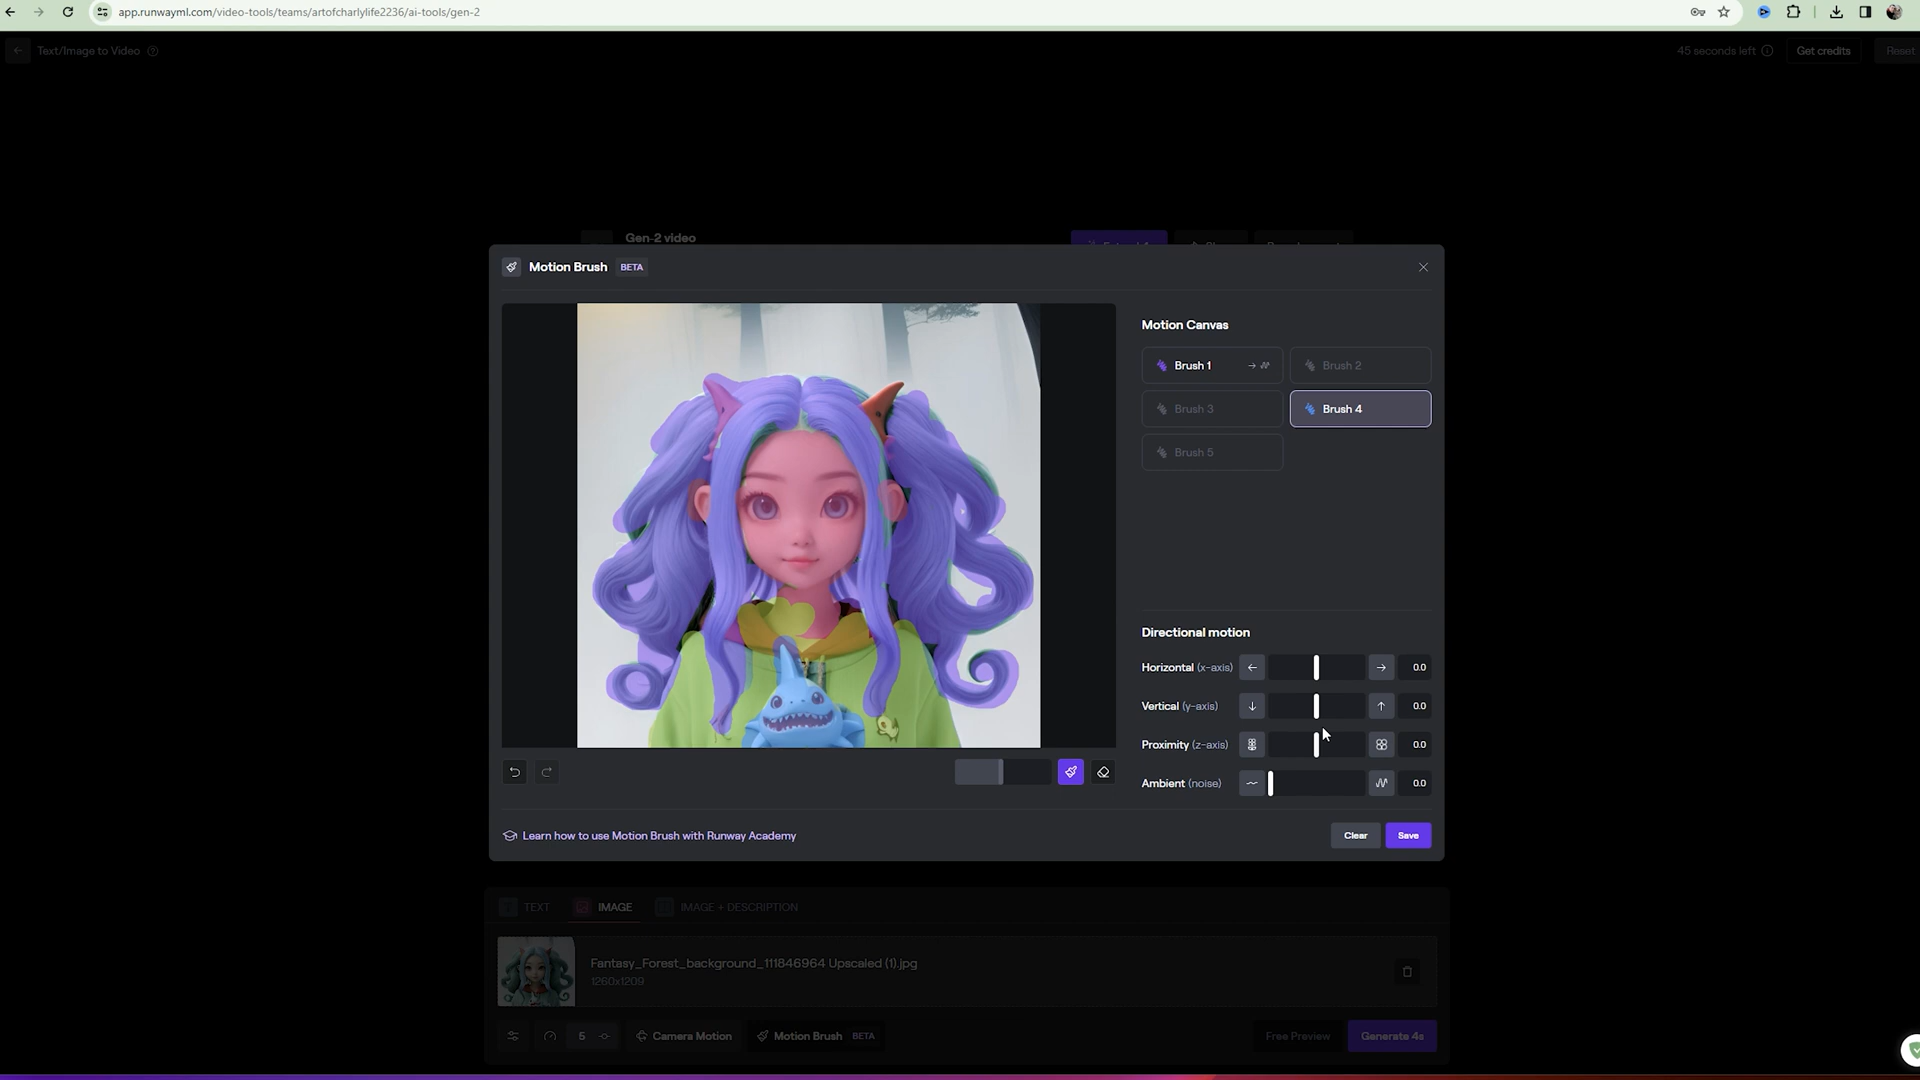 app.runwayml.com/video-tools/teams/artofcharlylife2236/ai-tools/gen-2
Text/Image to Video
45 seconds left
Get credits
Reset
Gen-2 video
Motion Brush BETA
Motion Canvas
Brush 1
Brush 2
Brush 3
Brush 4
Brush 5
Directional motion
Horizontal (x-axis) 0.0
Vertical (y-axis) 0.0
Proximity (z-axis) 0.0
Ambient (noise) 0.0
Learn how to use Motion Brush with Runway Academy
Clear
Save
TEXT
IMAGE
IMAGE + DESCRIPTION
Fantasy_Forest_background_111846964 Upscaled (1).jpg
1260x1209
5
Camera Motion
Motion Brush BETA
Free Preview
Generate 4s